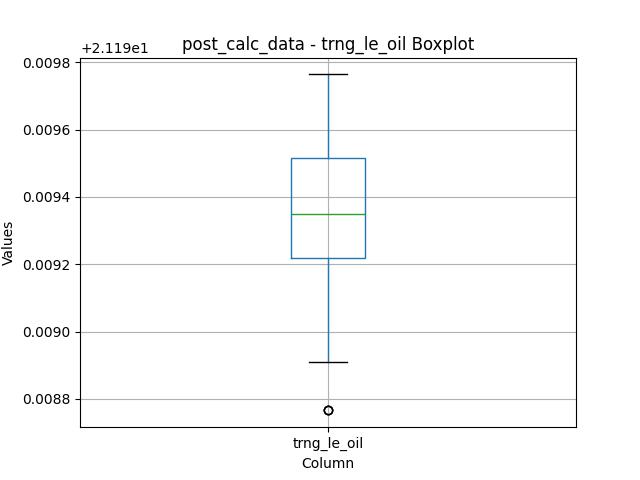 +2.119e1
post_calc_data - trng_le_oil Boxplot
0.0098
0.0096
0.0094
0.0092
0.0090
0.0088
Values
trng_le_oil
Column